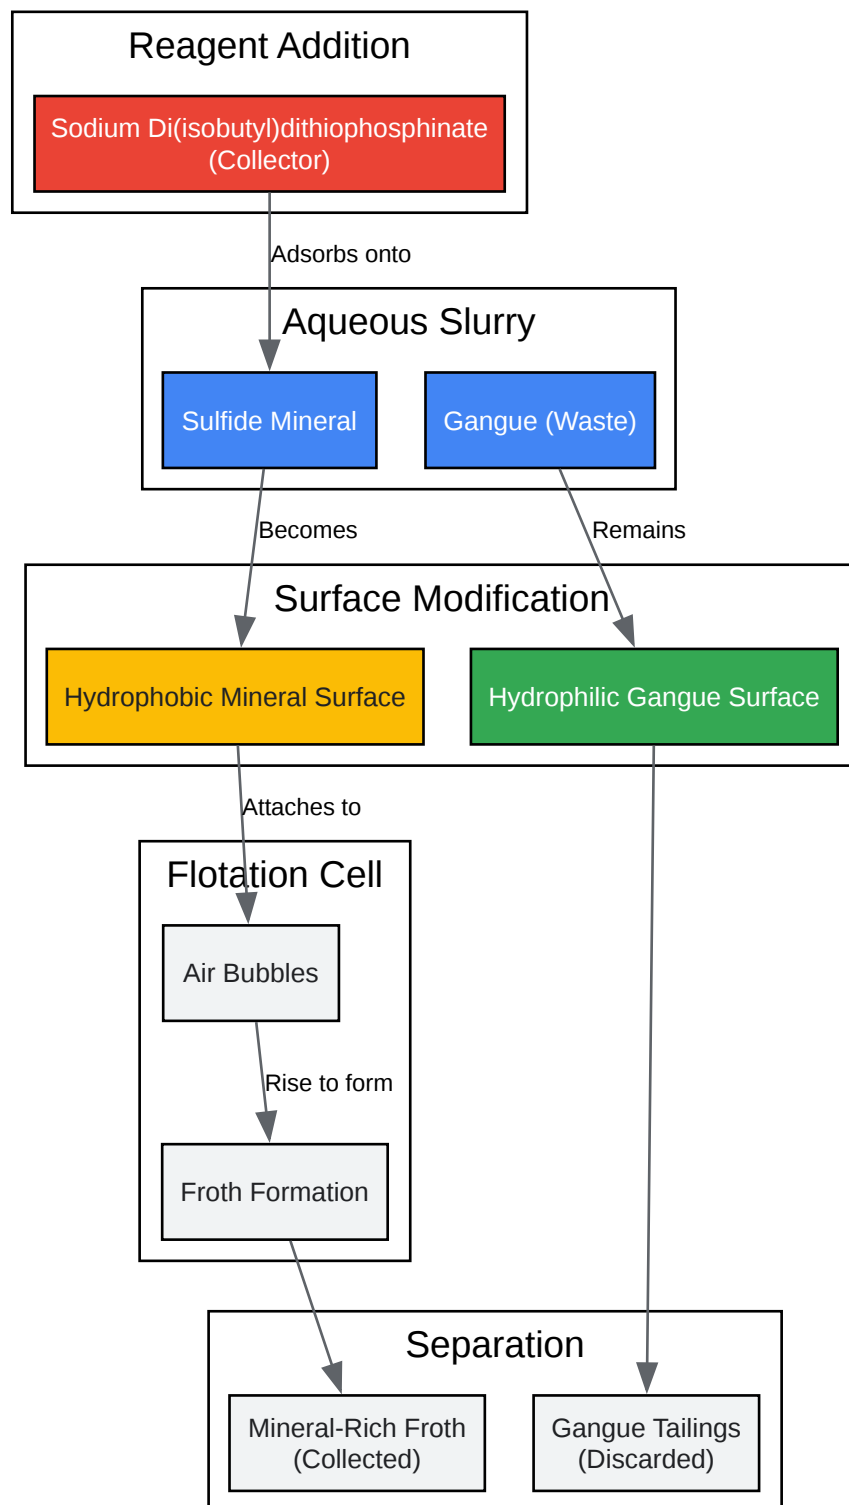 Reagent Addition
Sodium Di(isobutyl)dithiophosphinate
(Collector)
Adsorbs onto
Aqueous Slurry
Sulfide Mineral
Gangue (Waste)
Becomes
Remains
Surface Modification
Hydrophobic Mineral Surface
Hydrophilic Gangue Surface
Attaches to
Flotation Cell
Air Bubbles
Rise to form
Froth Formation
Separation
Mineral-Rich Froth
(Collected)
Gangue Tailings
(Discarded)